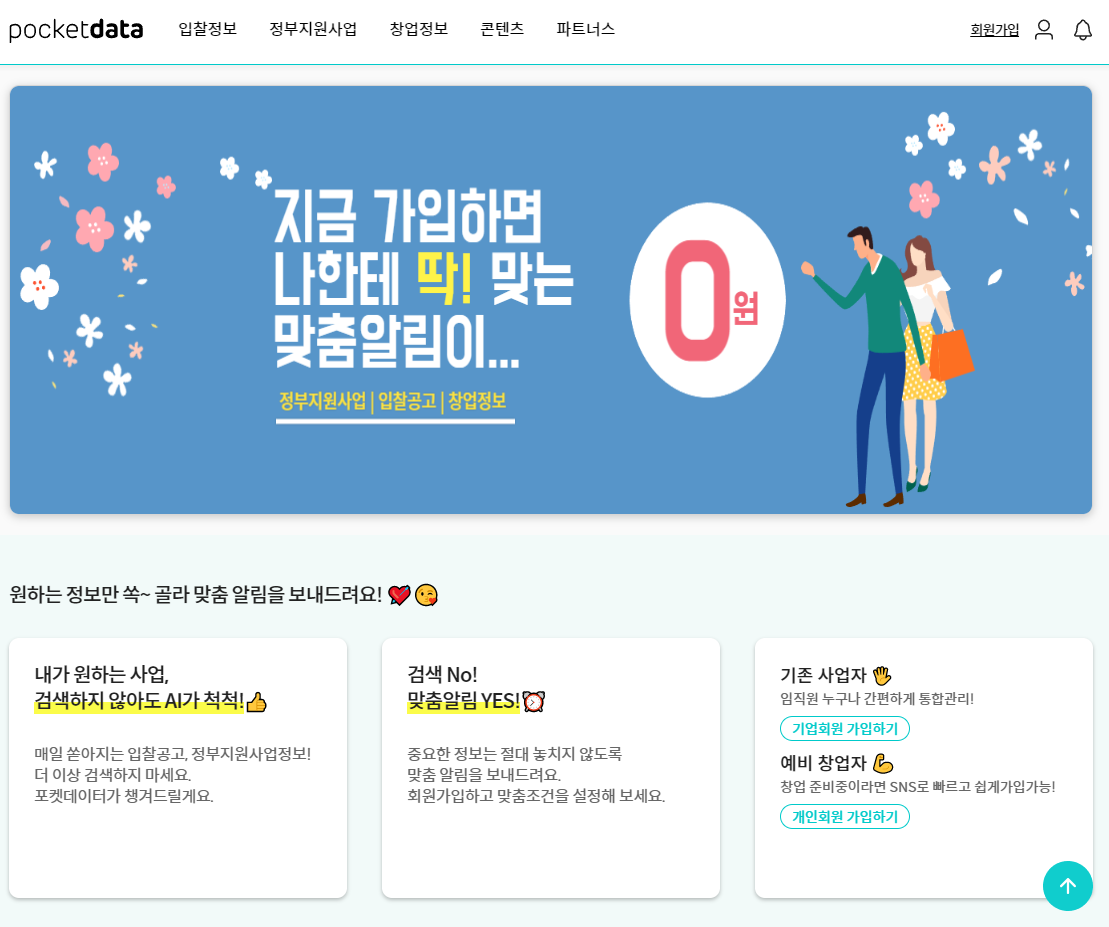 pocketdata 입찰정보 정부지원사업 창업정보 콘텐츠 파트너스 회원가입
지금 가입하면
나한테 딱! 맞는
맞춤알림이...
정부지원사업 | 입찰공고 | 창업정보
0원
원하는 정보만 쏙~ 골라 맞춤 알림을 보내드려요! 💘😘
내가 원하는 사업,
검색하지 않아도 AI가 척척!👍
매일 쏟아지는 입찰공고, 정부지원사업정보!
더 이상 검색하지 마세요.
포켓데이터가 챙겨드릴게요.
검색 No!
맞춤알림 YES!⏰
중요한 정보는 절대 놓치지 않도록
맞춤 알림을 보내드려요.
회원가입하고 맞춤조건을 설정해 보세요.
기존 사업자 🖐
임직원 누구나 간편하게 통합관리!
기업회원 가입하기
예비 창업자 💪
창업 준비중이라면 SNS로 빠르고 쉽게가입가능!
개인회원 가입하기